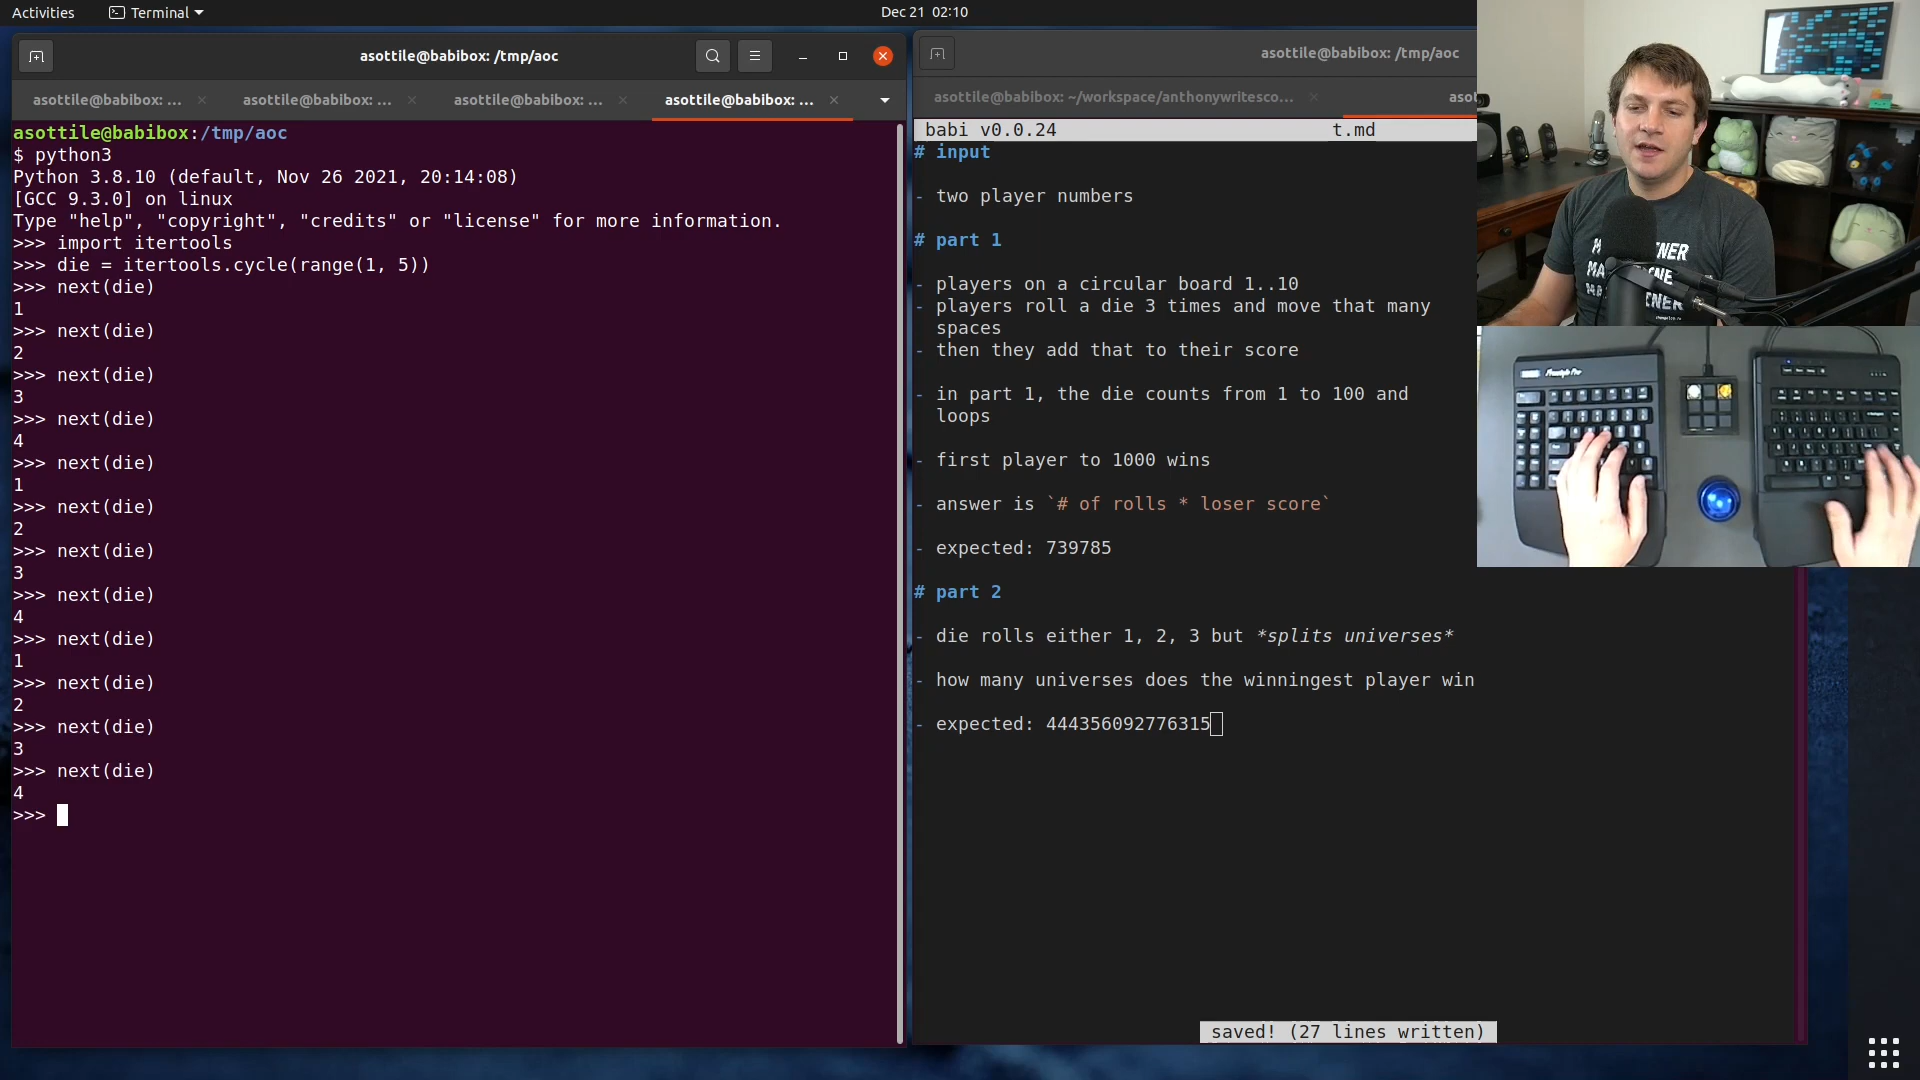 Activities
Terminal
Dec 21 02:10
asottile@babibox: /tmp/aoc
asottile@babibox: ...
asottile@babibox: ...
asottile@babibox: ...
asottile@babibox: ...
asottile@babibox:/tmp/aoc
$ python3
Python 3.8.10 (default, Nov 26 2021, 20:14:08)
[GCC 9.3.0] on linux
Type "help", "copyright", "credits" or "license" for more information.
>>> import itertools
>>> die = itertools.cycle(range(1, 5))
>>> next(die)
1
>>> next(die)
2
>>> next(die)
3
>>> next(die)
4
>>> next(die)
1
>>> next(die)
2
>>> next(die)
3
>>> next(die)
4
>>> next(die)
1
>>> next(die)
2
>>> next(die)
3
>>> next(die)
4
>>>
asottile@babibox: /tmp/aoc
asottile@babibox: ~/workspace/anthonywritesco...
asot
babi v0.0.24
t.md
# input
- two player numbers
# part 1
- players on a circular board 1..10
- players roll a die 3 times and move that many
spaces
- then they add that to their score
- in part 1, the die counts from 1 to 100 and
loops
- first player to 1000 wins
- answer is `# of rolls * loser score`
- expected: 739785
# part 2
- die rolls either 1, 2, 3 but *splits universes*
- how many universes does the winningest player win
- expected: 444356092776315
saved! (27 lines written)